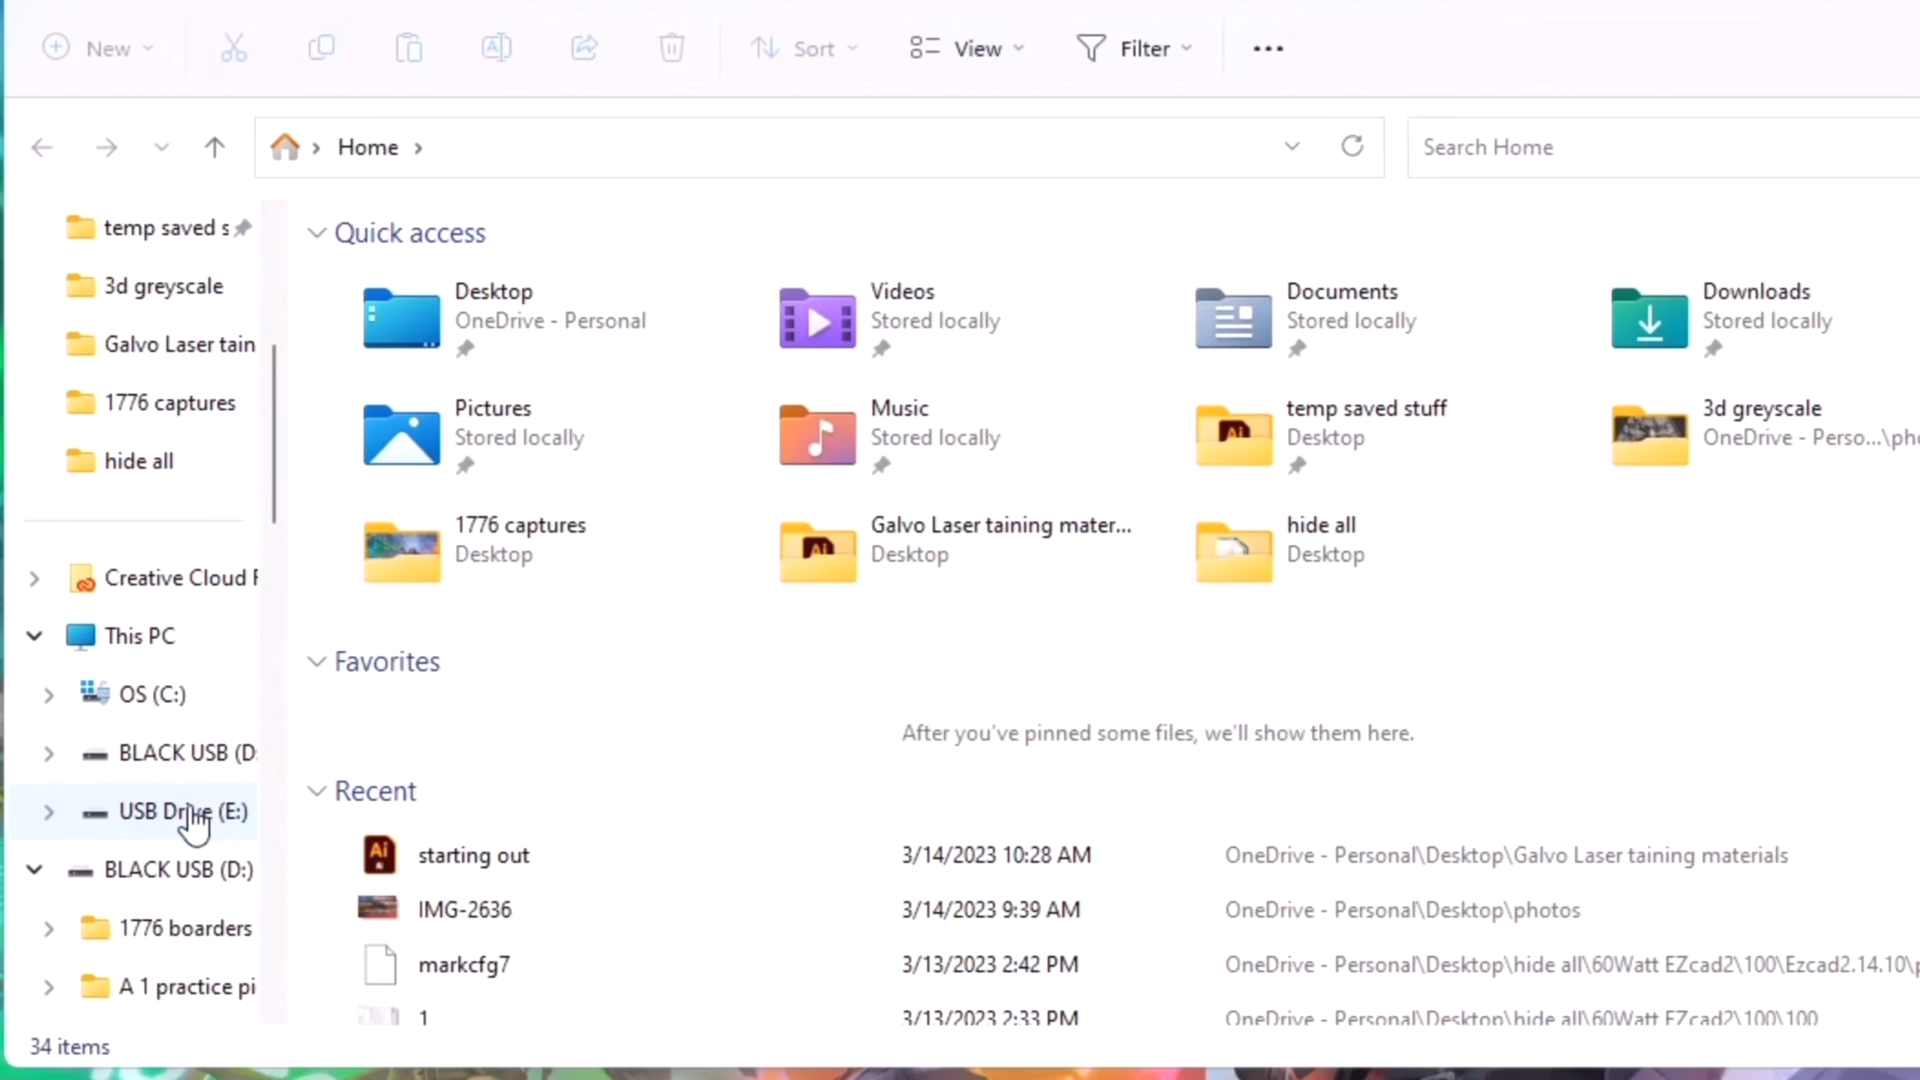 New
Sort
View
Filter
Home
Search Home
temp saved s
3d greyscale
Galvo Laser tain
1776 captures
hide all
Creative Cloud F
This PC
OS (C:)
BLACK USB (D:
USB Drive (E:)
BLACK USB (D:)
1776 boarders
A 1 practice pi
34 items
Quick access
Desktop
OneDrive - Personal
Videos
Stored locally
Documents
Stored locally
Downloads
Stored locally
Pictures
Stored locally
Music
Stored locally
temp saved stuff
Desktop
3d greyscale
OneDrive - Perso...\pho
1776 captures
Desktop
Galvo Laser taining mater...
Desktop
hide all
Desktop
Favorites
After you've pinned some files, we'll show them here.
Recent
starting out 3/14/2023 10:28 AM OneDrive - Personal\Desktop\Galvo Laser taining materials
IMG-2636 3/14/2023 9:39 AM OneDrive - Personal\Desktop\photos
markcfg7 3/13/2023 2:42 PM OneDrive - Personal\Desktop\hide all\60Watt EZcad2\100\Ezcad2.14.10\p
1 3/13/2023 2:33 PM OneDrive - Personal\Desktop\hide all\60Watt EZcad2\100\100